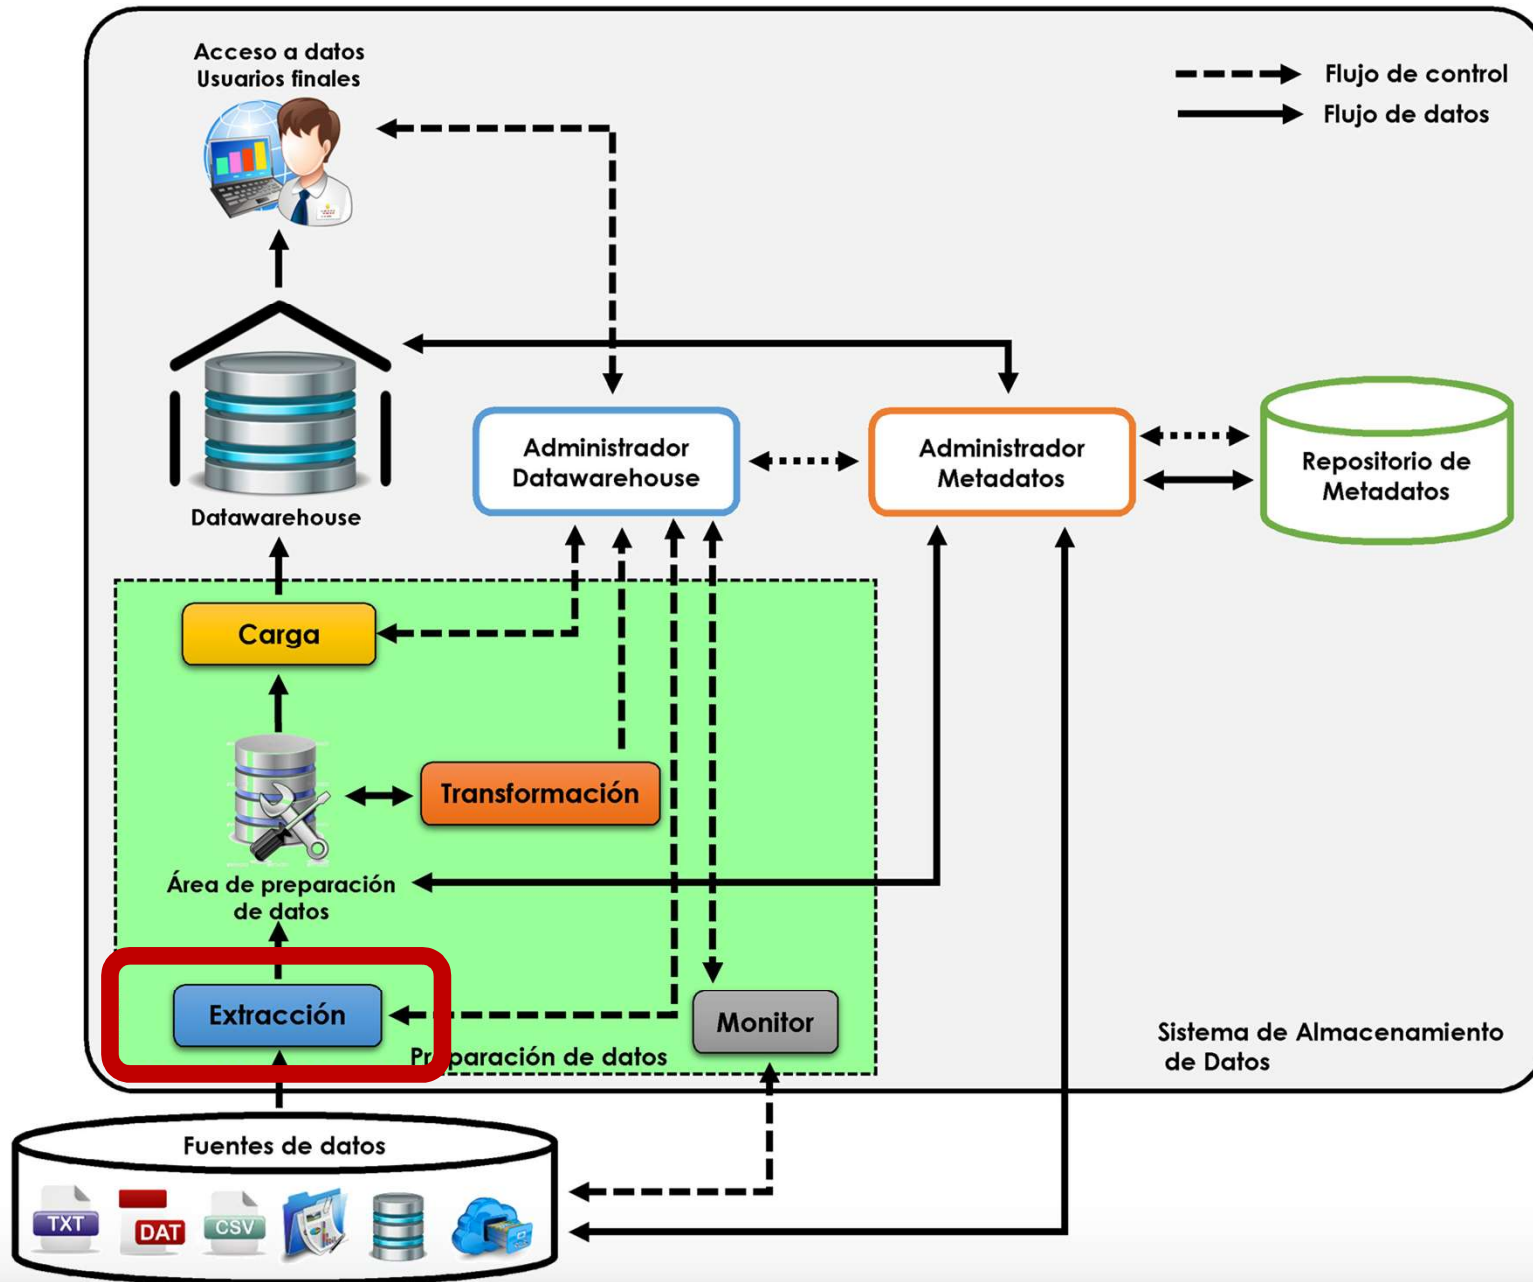 Acceso a datos
Usuarios finales
Flujo de control
Flujo de datos
Administrador
Datawarehouse
Administrador
Metadatos
Repositorio de
Metadatos
Datawarehouse
Carga
Transformación
Área de preparación
de datos
Extracción
Monitor
Preparación de datos
Sistema de Almacenamiento
de Datos
Fuentes de datos
TXT
DAT
CSV